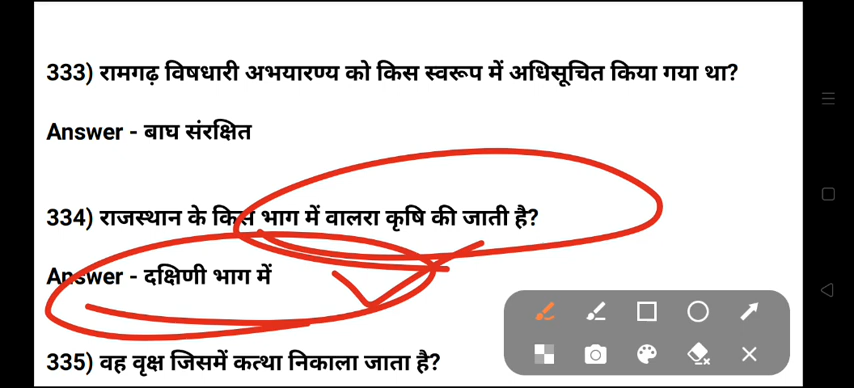 333) रामगढ़ विषधारी अभयारण्य को किस स्वरूप में अधिसूचित किया गया था?
Answer - बाघ संरक्षित
334) राजस्थान के किस भाग में वालरा कृषि की जाती है?
Answer - दक्षिणी भाग में
335) वह वृक्ष जिसमें कत्था निकाला जाता है?